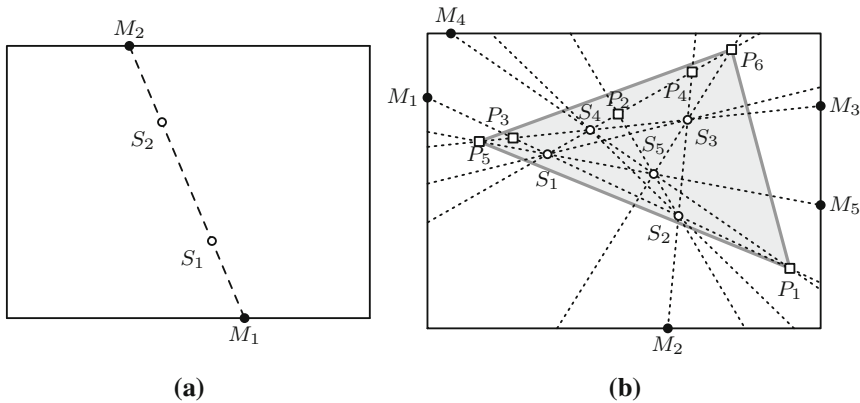 M₂
S₂
S₁
M₁
(a)
M₄
M₁
P₃
P₅
S₁
S₄
P₂
P₄
P₆
S₃
M₃
S₅
M₅
S₂
P₁
M₂
(b)